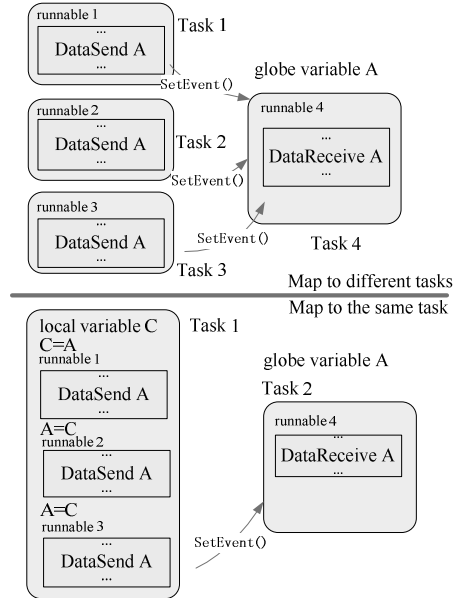 runnable 1
...
DataSend A
...
Task 1
SetEvent()
globe variable A
runnable 2
...
DataSend A
...
Task 2
SetEvent()
runnable 4
...
DataReceive A
...
runnable 3
...
DataSend A
...
SetEvent()
Task 3
Task 4
Map to different tasks
Map to the same task
local variable C
C=A
Task 1
runnable 1
...
DataSend A
...
A=C
runnable 2
...
DataSend A
...
A=C
runnable 3
...
DataSend A
...
SetEvent()
globe variable A
Task 2
runnable 4
...
DataReceive A
...